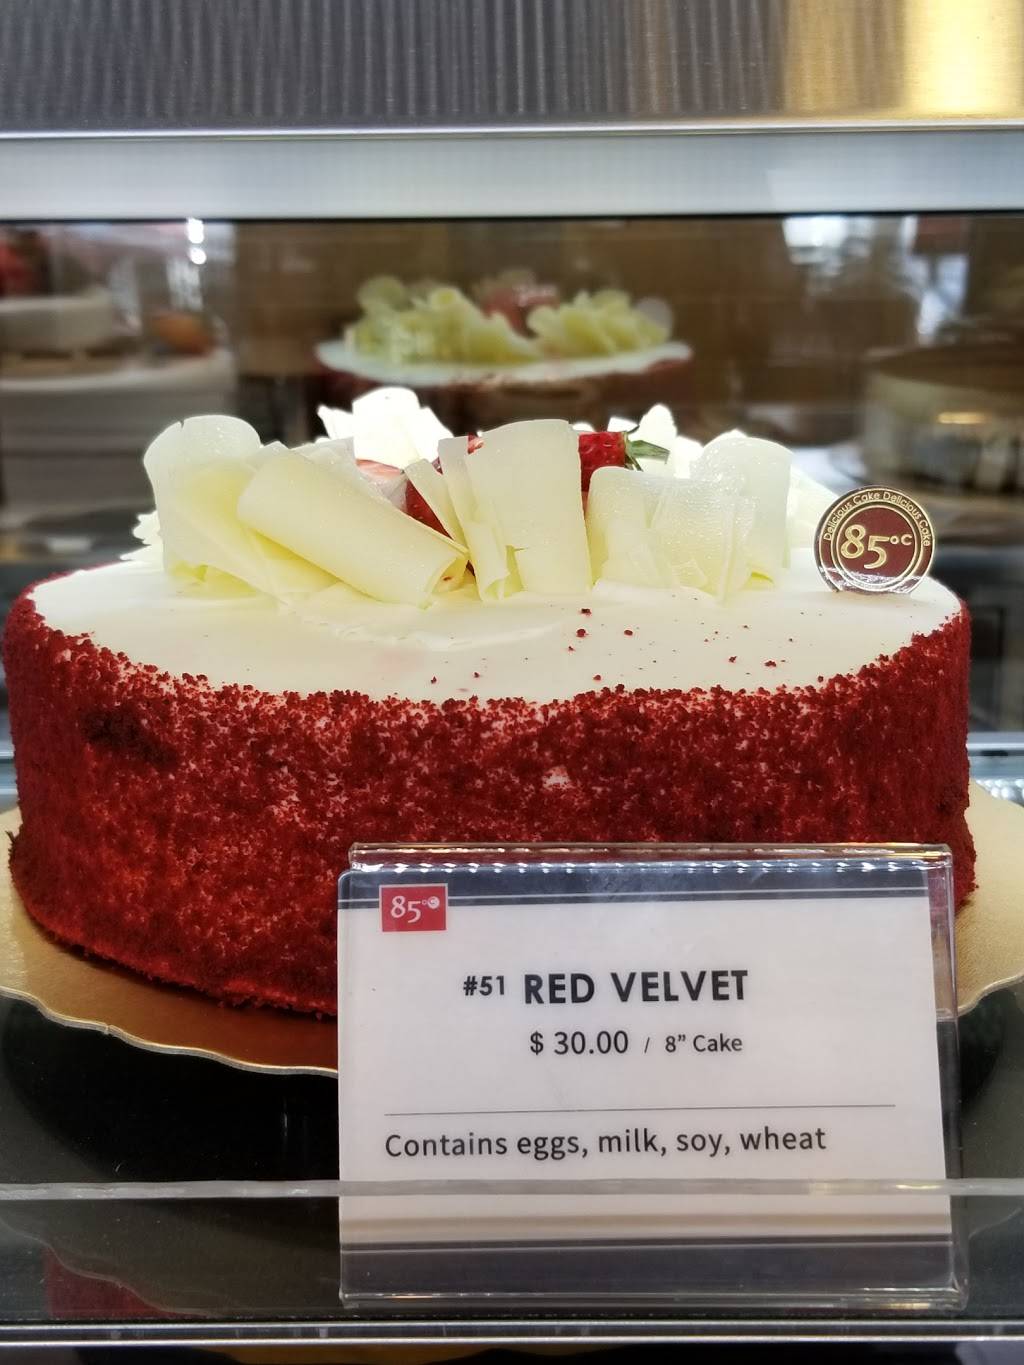 Delicious Cake Delicious Cake
85°C
85°C
#51 RED VELVET
$ 30.00 / 8” Cake
Contains eggs, milk, soy, wheat